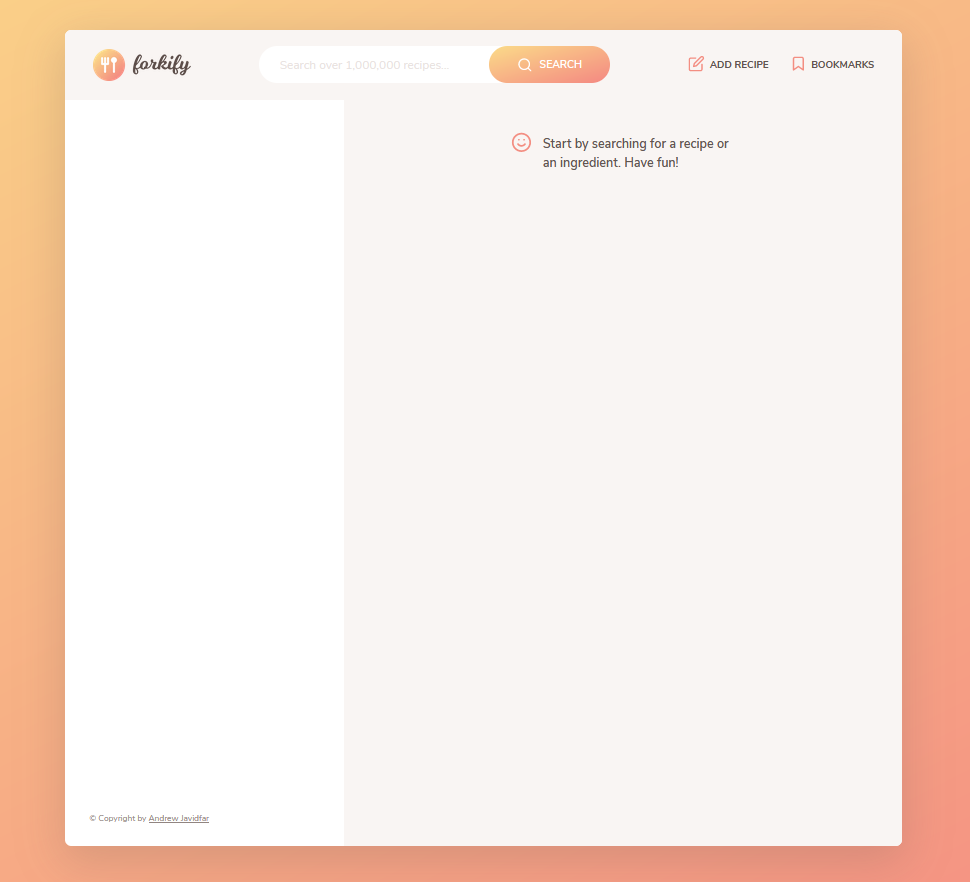 forkify
Search over 1,000,000 recipes...
SEARCH
ADD RECIPE
BOOKMARKS
Start by searching for a recipe or
an ingredient. Have fun!
© Copyright by Andrew Javidfar